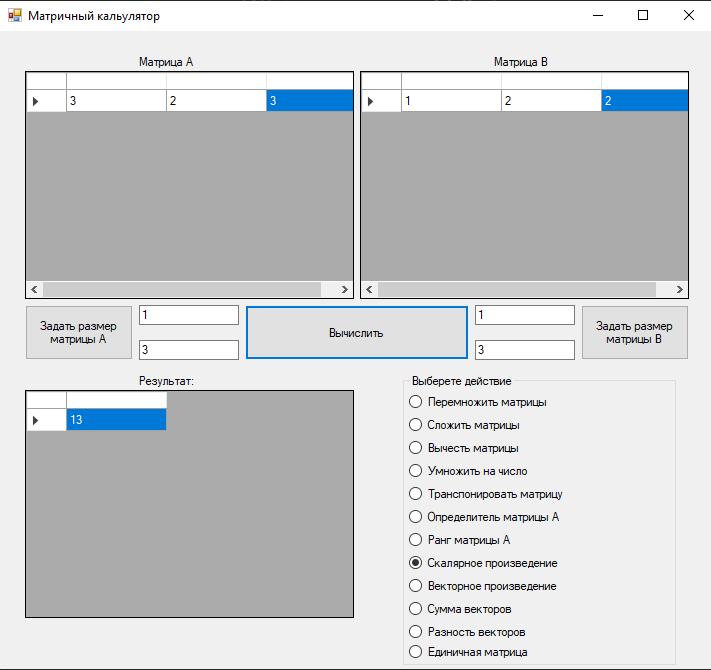 Матричный кальулятор
Матрица A
Матрица B
3 2 3
1 2 2
Задать размер
матрицы A
1
3
Вычислить
1
3
Задать размер
матрицы B
Результат:
13
Выберете действие
Перемножить матрицы
Сложить матрицы
Вычесть матрицы
Умножить на число
Транспонировать матрицу
Определитель матрицы A
Ранг матрицы A
Скалярное произведение
Векторное произведение
Сумма векторов
Разность векторов
Единичная матрица